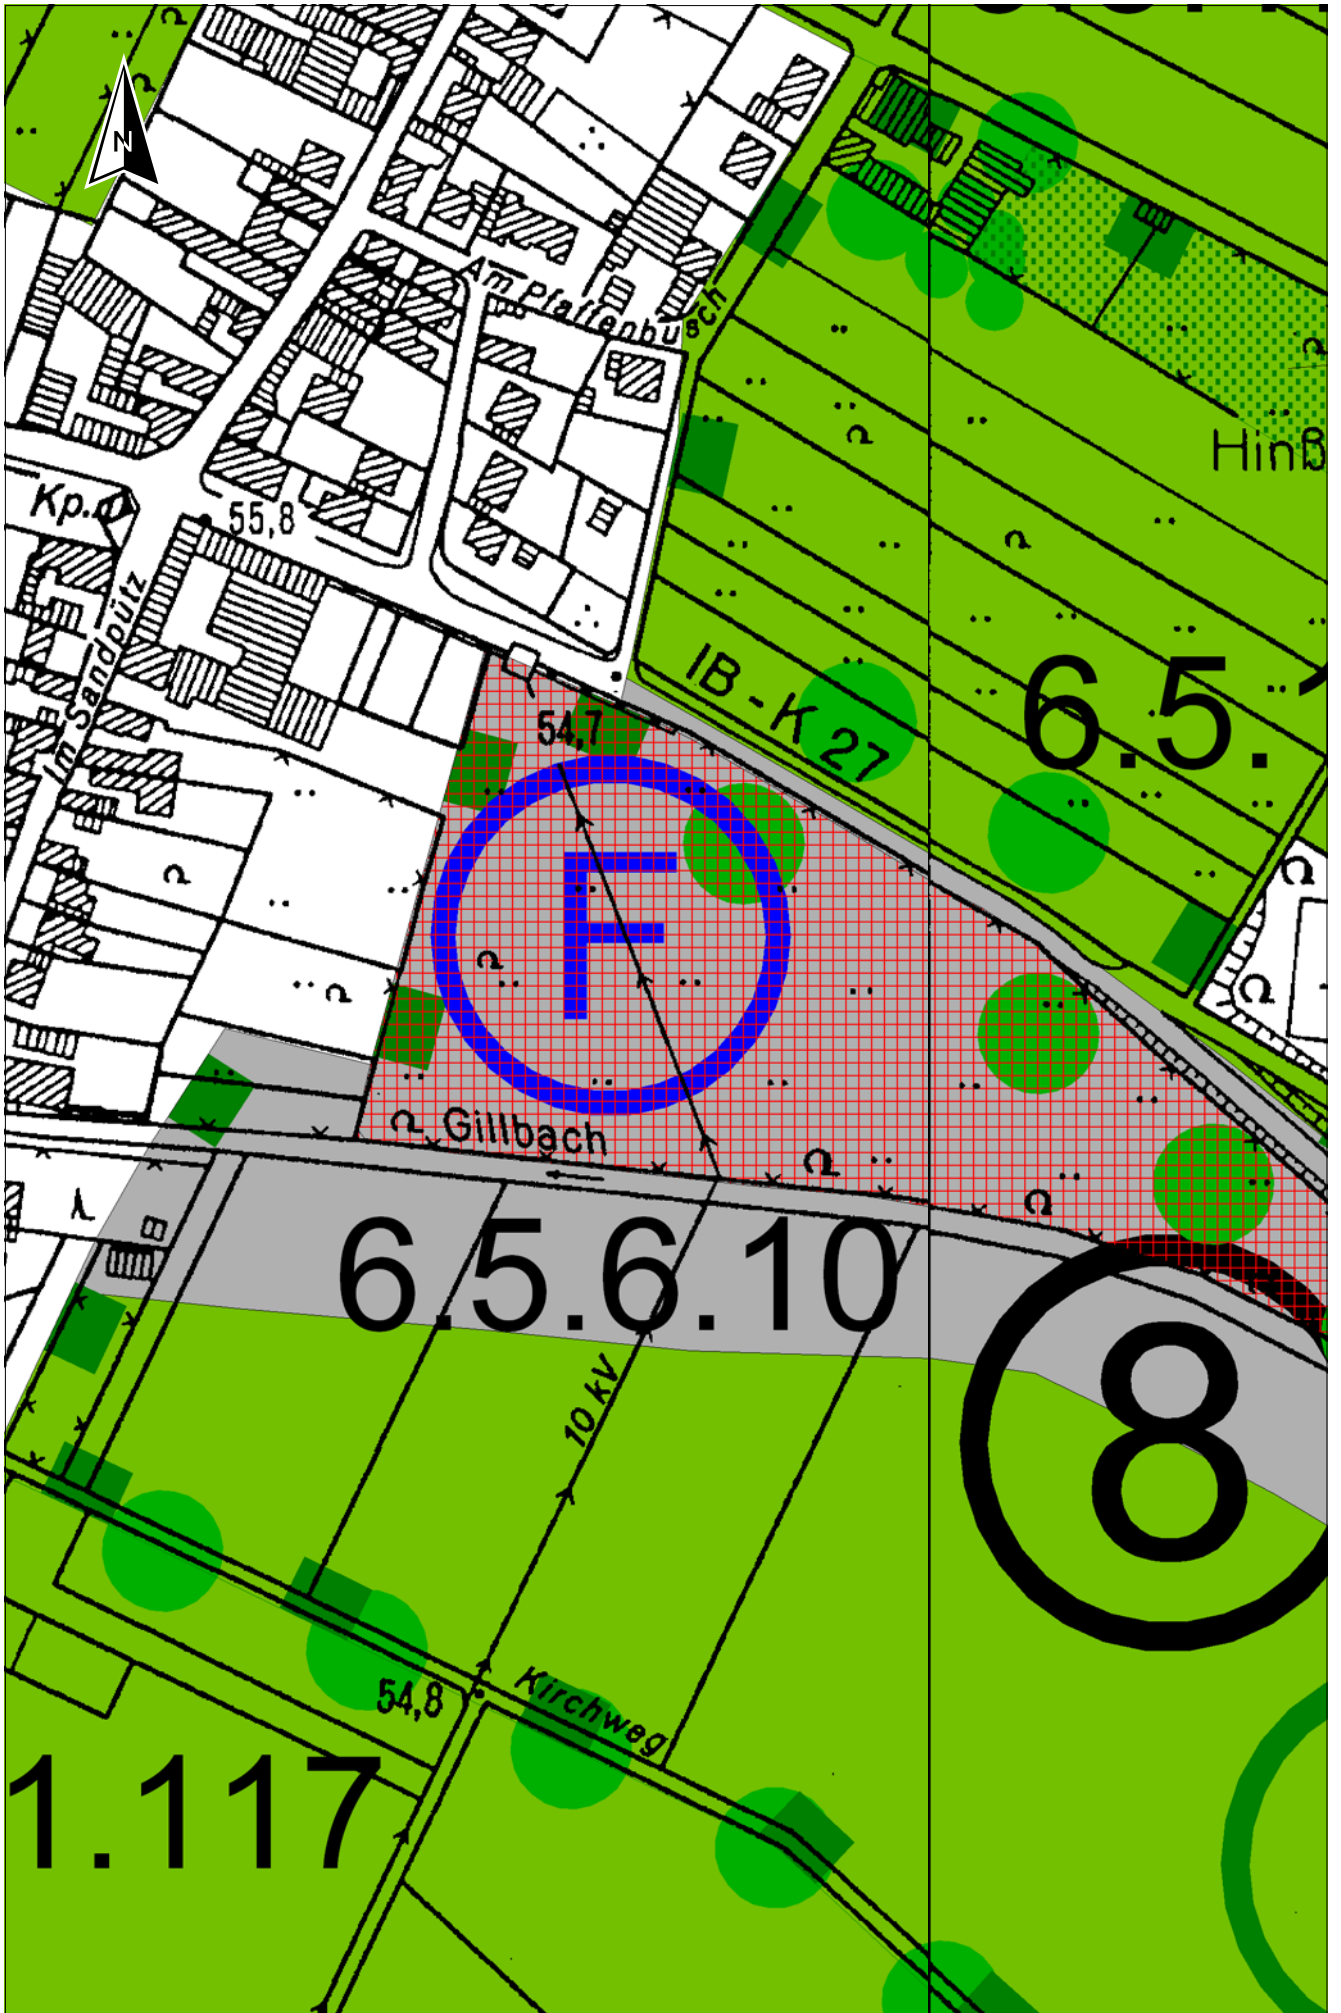 N
Am Pfaffenbusch
Hinß
Kp.
55,8
Im Sandpütz
IB - K 27
6.5.
54,7
F
Gillbach
6.5.6.10
8
10 kV
Kirchweg
54,8
1.117